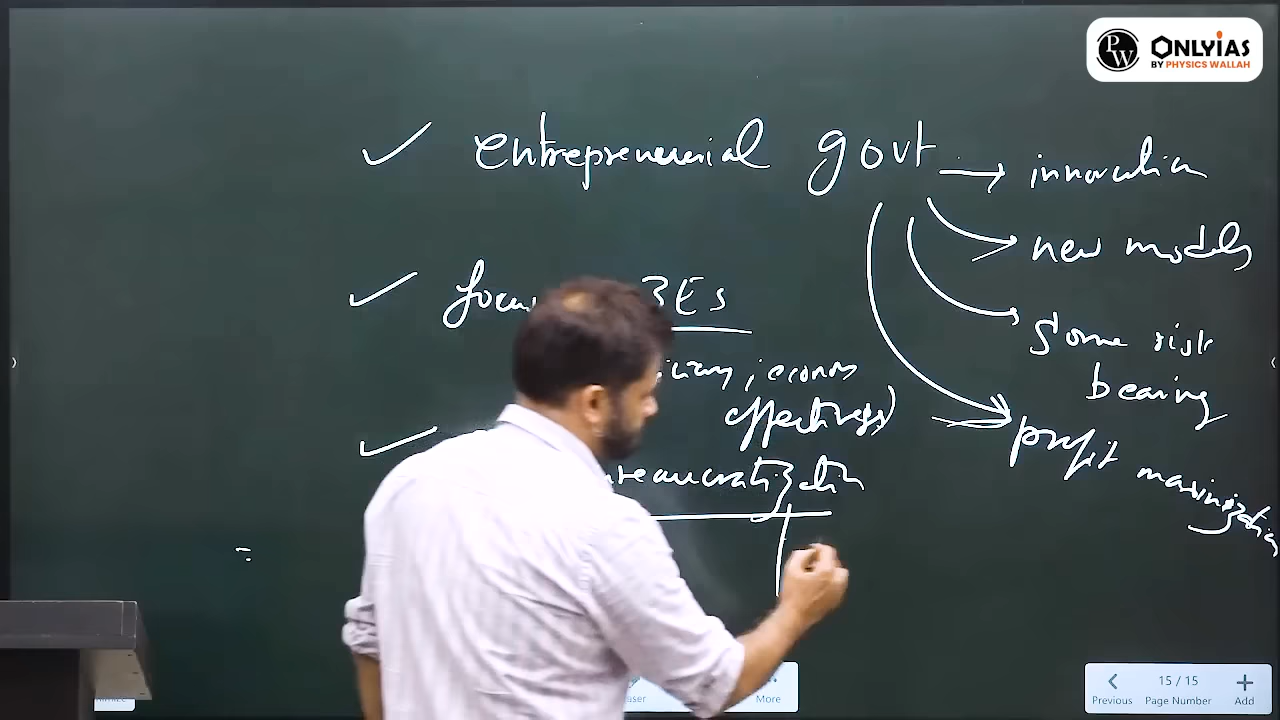 PW ONLYIAS
BY PHYSICS WALLAH
✓ entrepreneurial govt → innovation
new models
✓ 3Es
some risk
bearing
effectiveness)
profit maximization
✓
Previous
15 / 15
Page Number
Add
More